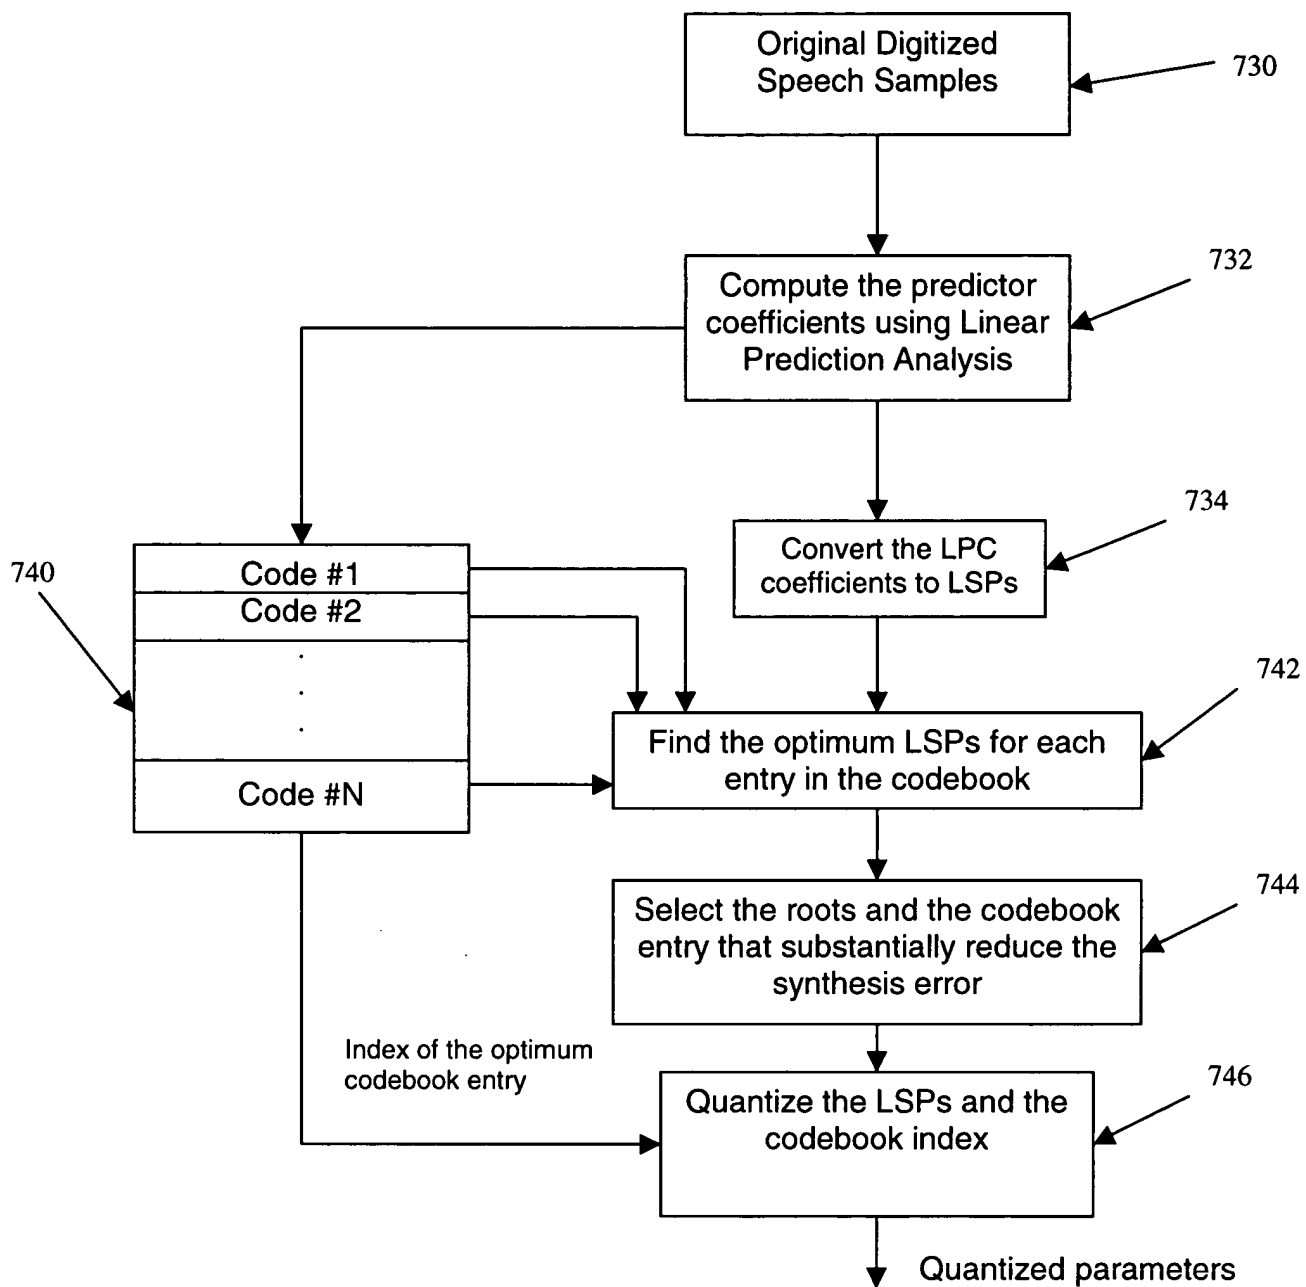 Original Digitized
Speech Samples
730
Compute the predictor
coefficients using Linear
Prediction Analysis
732
Convert the LPC
coefficients to LSPs
734
740
Code #1
Code #2
.
.
.
Code #N
Find the optimum LSPs for each
entry in the codebook
742
Select the roots and the codebook
entry that substantially reduce the
synthesis error
744
Index of the optimum
codebook entry
Quantize the LSPs and the
codebook index
746
Quantized parameters